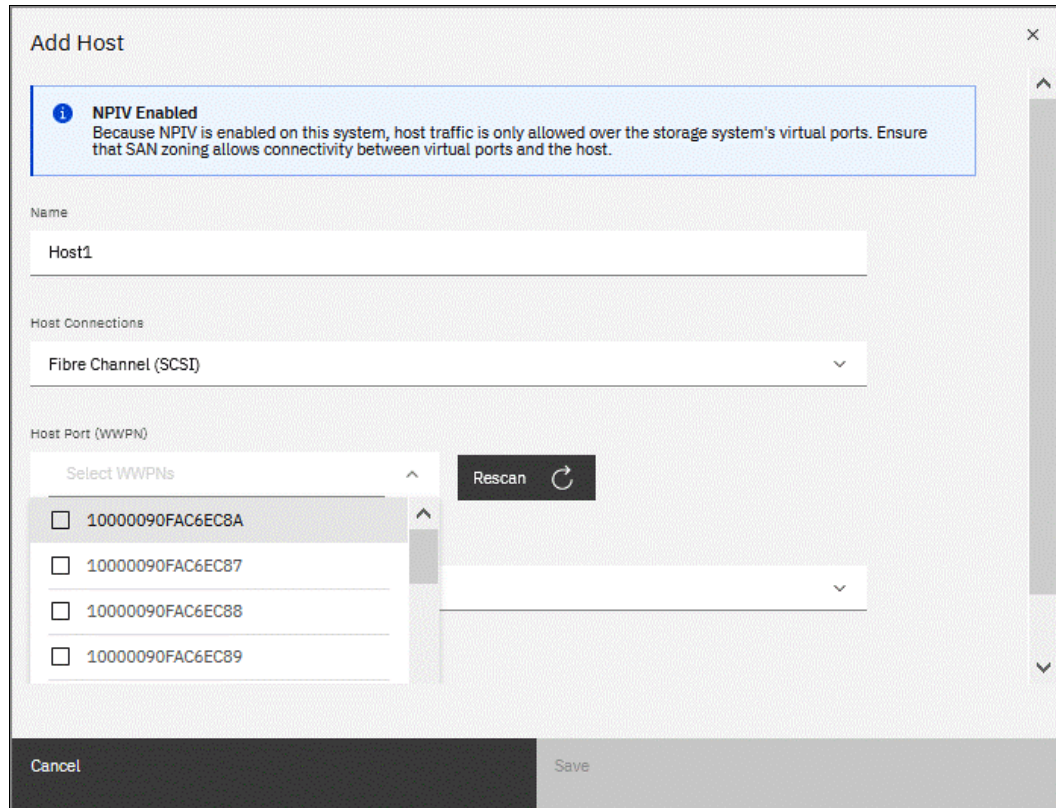 Add Host
NPIV Enabled
Because NPIV is enabled on this system, host traffic is only allowed over the storage system's virtual ports. Ensure
that SAN zoning allows connectivity between virtual ports and the host.
Name
Host1
Host Connections
Fibre Channel (SCSI)
Host Port (WWPN)
Select WWPNs
Rescan
10000090FAC6EC8A
10000090FAC6EC87
10000090FAC6EC88
10000090FAC6EC89
Cancel
Save